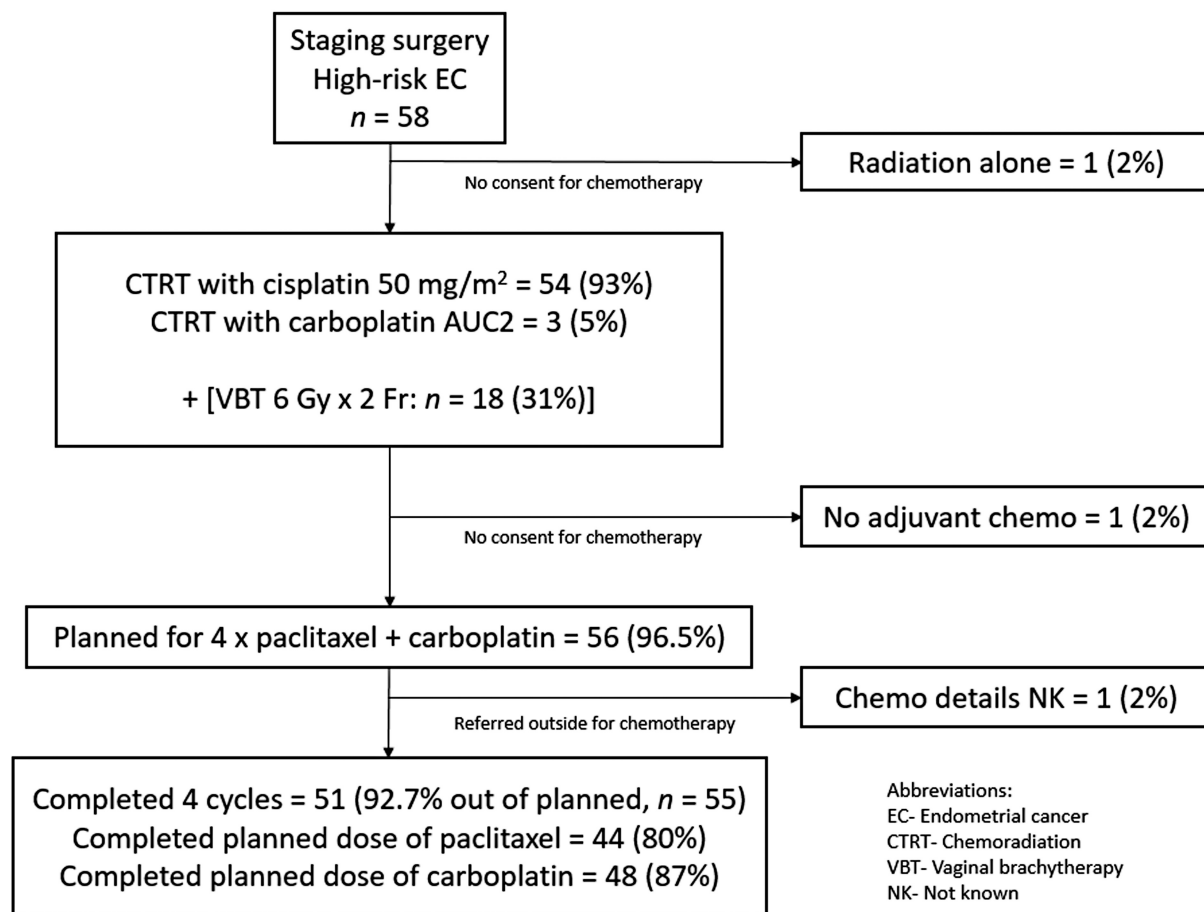 Staging surgery
High-risk EC
n = 58
Radiation alone = 1 (2%)
No consent for chemotherapy
CTRT with cisplatin 50 mg/m² = 54 (93%)
CTRT with carboplatin AUC2 = 3 (5%)
+ [VBT 6 Gy x 2 Fr: n = 18 (31%)]
No adjuvant chemo = 1 (2%)
No consent for chemotherapy
Planned for 4 x paclitaxel + carboplatin = 56 (96.5%)
Chemo details NK = 1 (2%)
Referred outside for chemotherapy
Completed 4 cycles = 51 (92.7% out of planned, n = 55)
Completed planned dose of paclitaxel = 44 (80%)
Completed planned dose of carboplatin = 48 (87%)
Abbreviations:
EC- Endometrial cancer
CTRT- Chemoradiation
VBT- Vaginal brachytherapy
NK- Not known